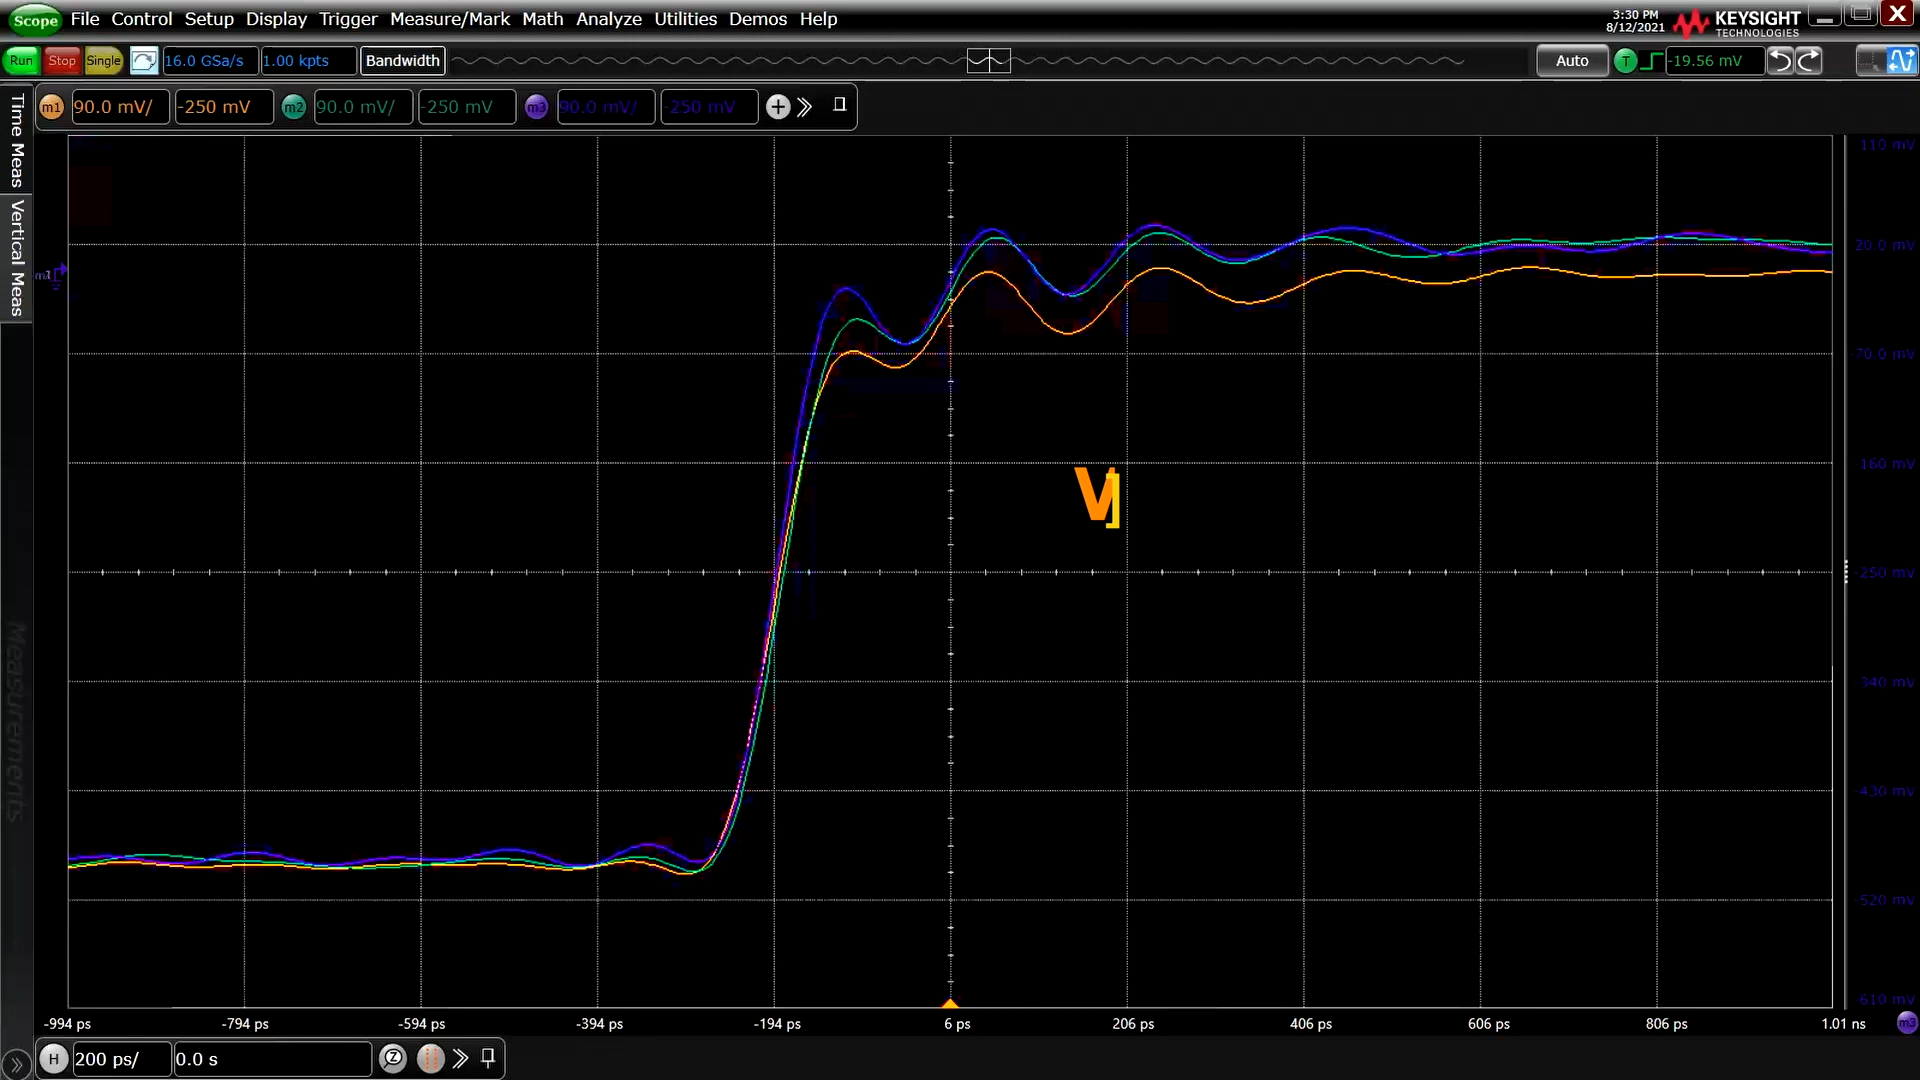 Scope File Control Setup Display Trigger Measure/Mark Math Analyze Utilities Demos Help
3:30 PM
8/12/2021
KEYSIGHT
TECHNOLOGIES
Run Stop Single 16.0 GSa/s 1.00 kpts Bandwidth Auto T -19.56 mV
m1 90.0 mV/ -250 mV m2 90.0 mV/ -250 mV m3 90.0 mV/ -250 mV
Time Meas
Vertical Meas
Measurements
110 mV
20.0 mV
-70.0 mV
-160 mV
-250 mV
-340 mV
-430 mV
-520 mV
-610 mV
V]
-994 ps -794 ps -594 ps -394 ps -194 ps 6 ps 206 ps 406 ps 606 ps 806 ps 1.01 ns
m3
H 200 ps/ 0.0 s